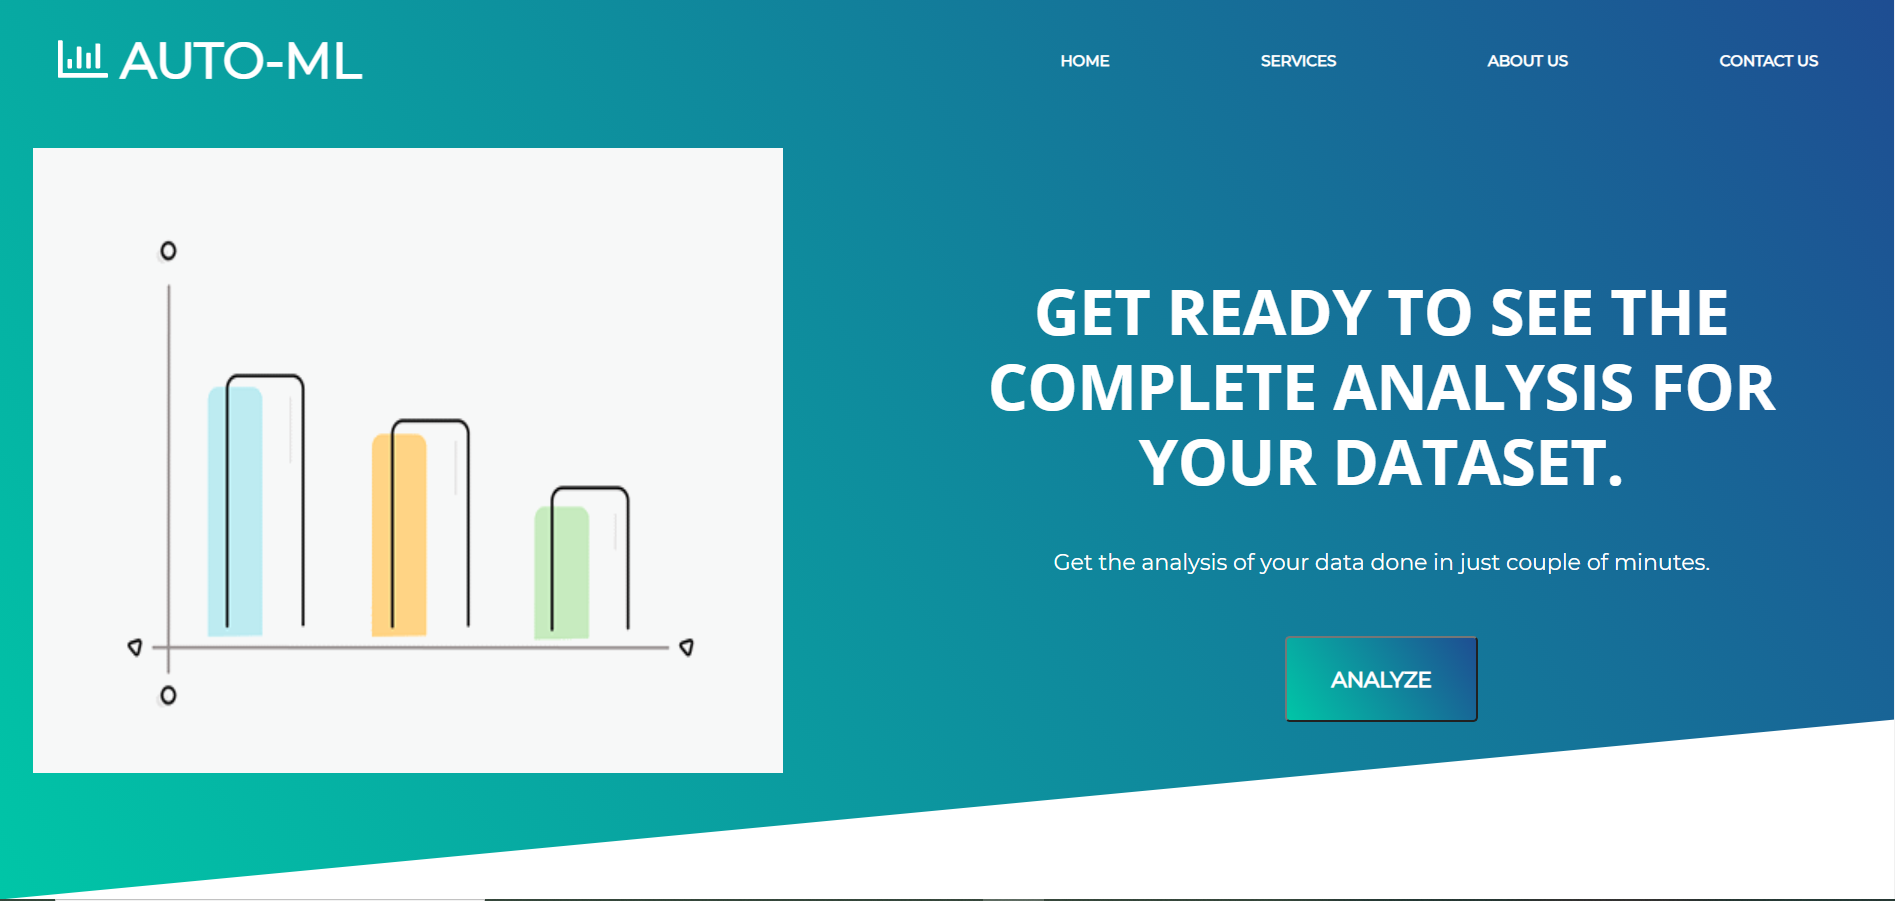 AUTO-ML
HOME SERVICES ABOUT US CONTACT US
GET READY TO SEE THE
COMPLETE ANALYSIS FOR
YOUR DATASET.
Get the analysis of your data done in just couple of minutes.
ANALYZE